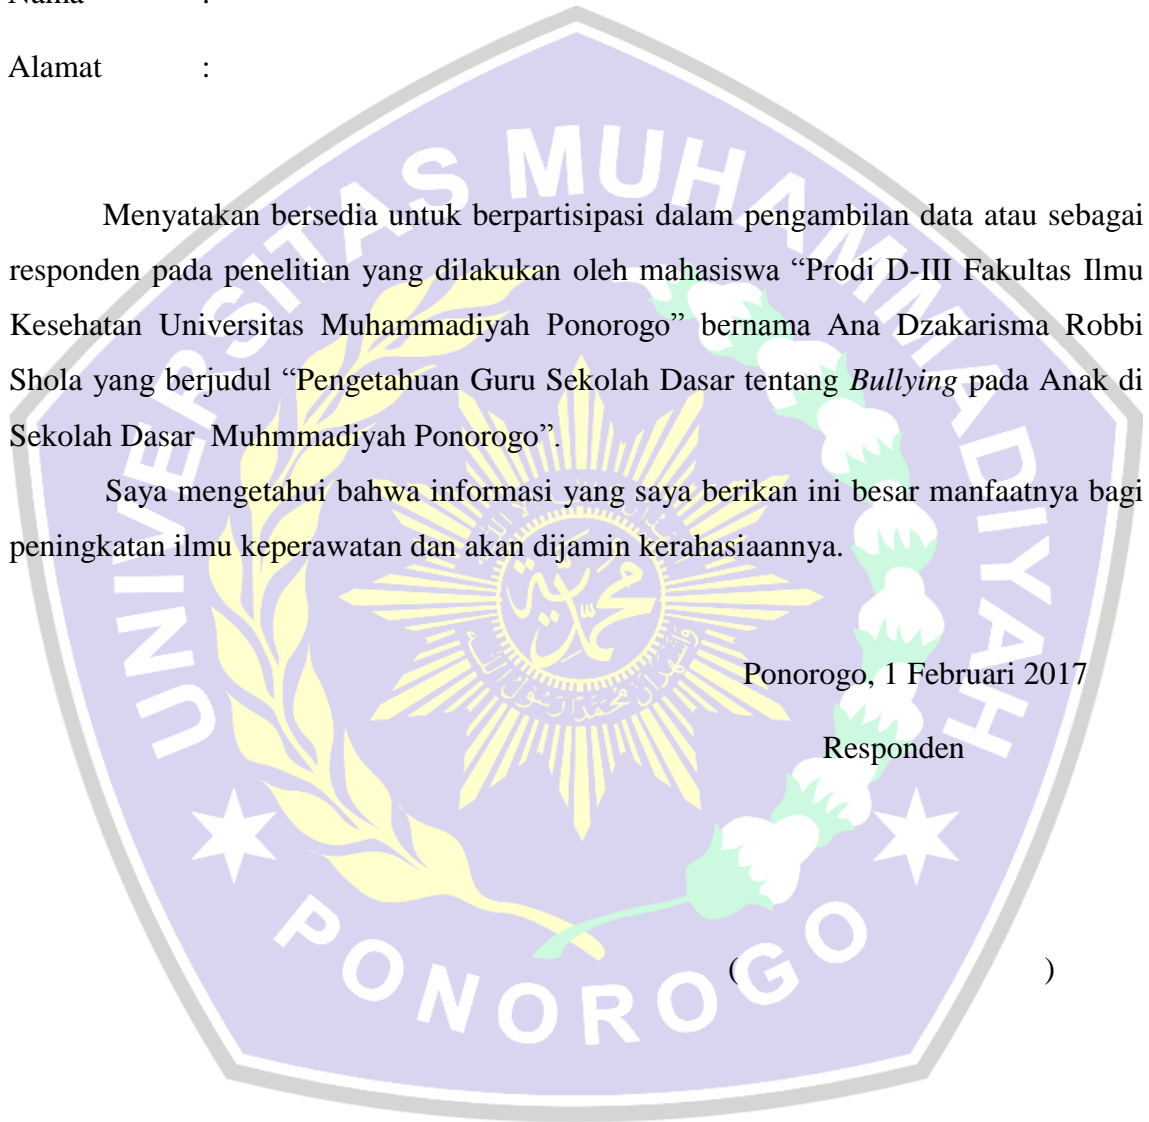 Nama :
Alamat :
Menyatakan bersedia untuk berpartisipasi dalam pengambilan data atau sebagai
responden pada penelitian yang dilakukan oleh mahasiswa “Prodi D-III Fakultas Ilmu
Kesehatan Universitas Muhammadiyah Ponorogo” bernama Ana Dzakarisma Robbi
Shola yang berjudul “Pengetahuan Guru Sekolah Dasar tentang Bullying pada Anak di
Sekolah Dasar Muhmmadiyah Ponorogo”.
Saya mengetahui bahwa informasi yang saya berikan ini besar manfaatnya bagi
peningkatan ilmu keperawatan dan akan dijamin kerahasiaannya.
Ponorogo, 1 Februari 2017
Responden
( )
UNIVERSITAS MUHAMMADIYAH
PONOROGO
محمدية